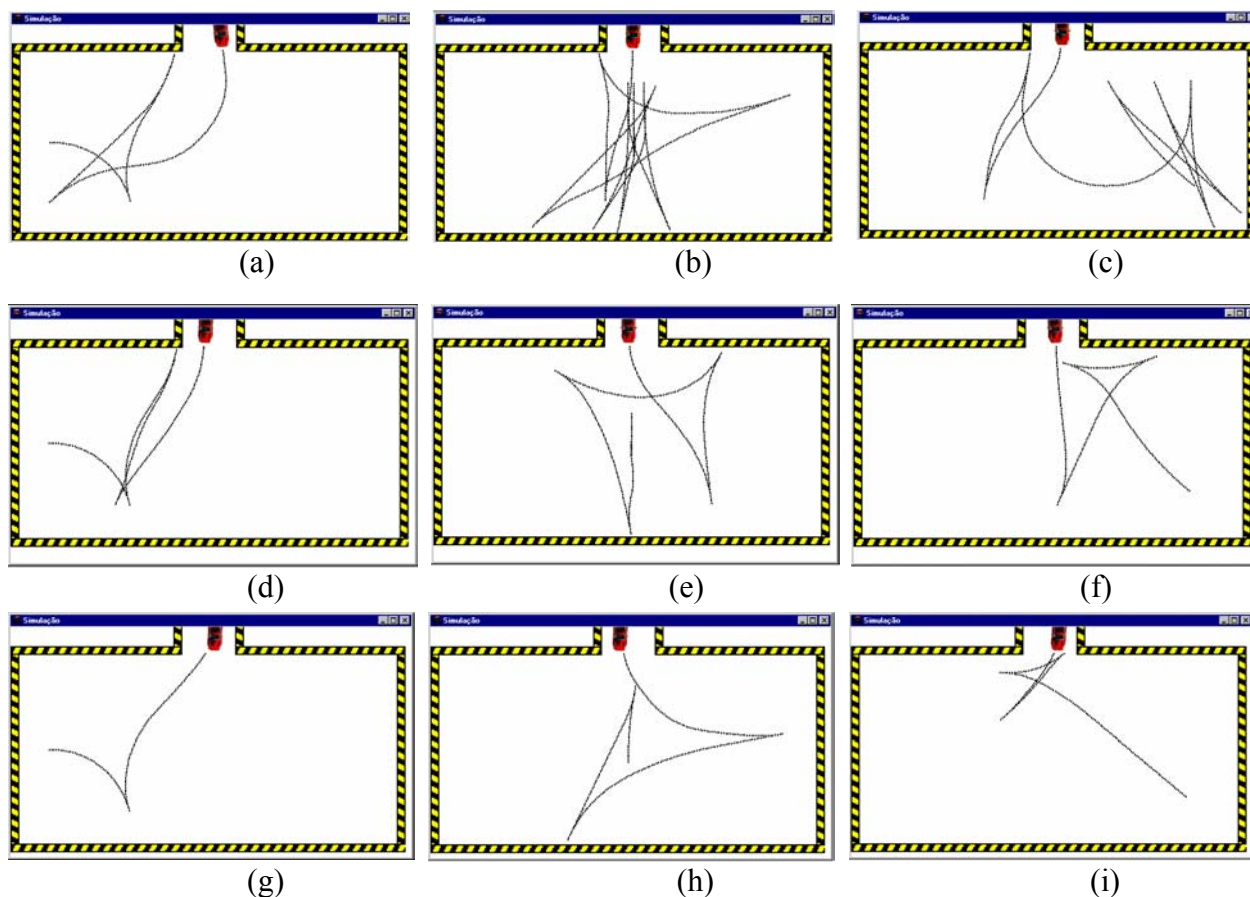 Simulação
Simulação
Simulação
(a)
(b)
(c)
Simulação
Simulação
Simulação
(d)
(e)
(f)
Simulação
Simulação
Simulação
(g)
(h)
(i)